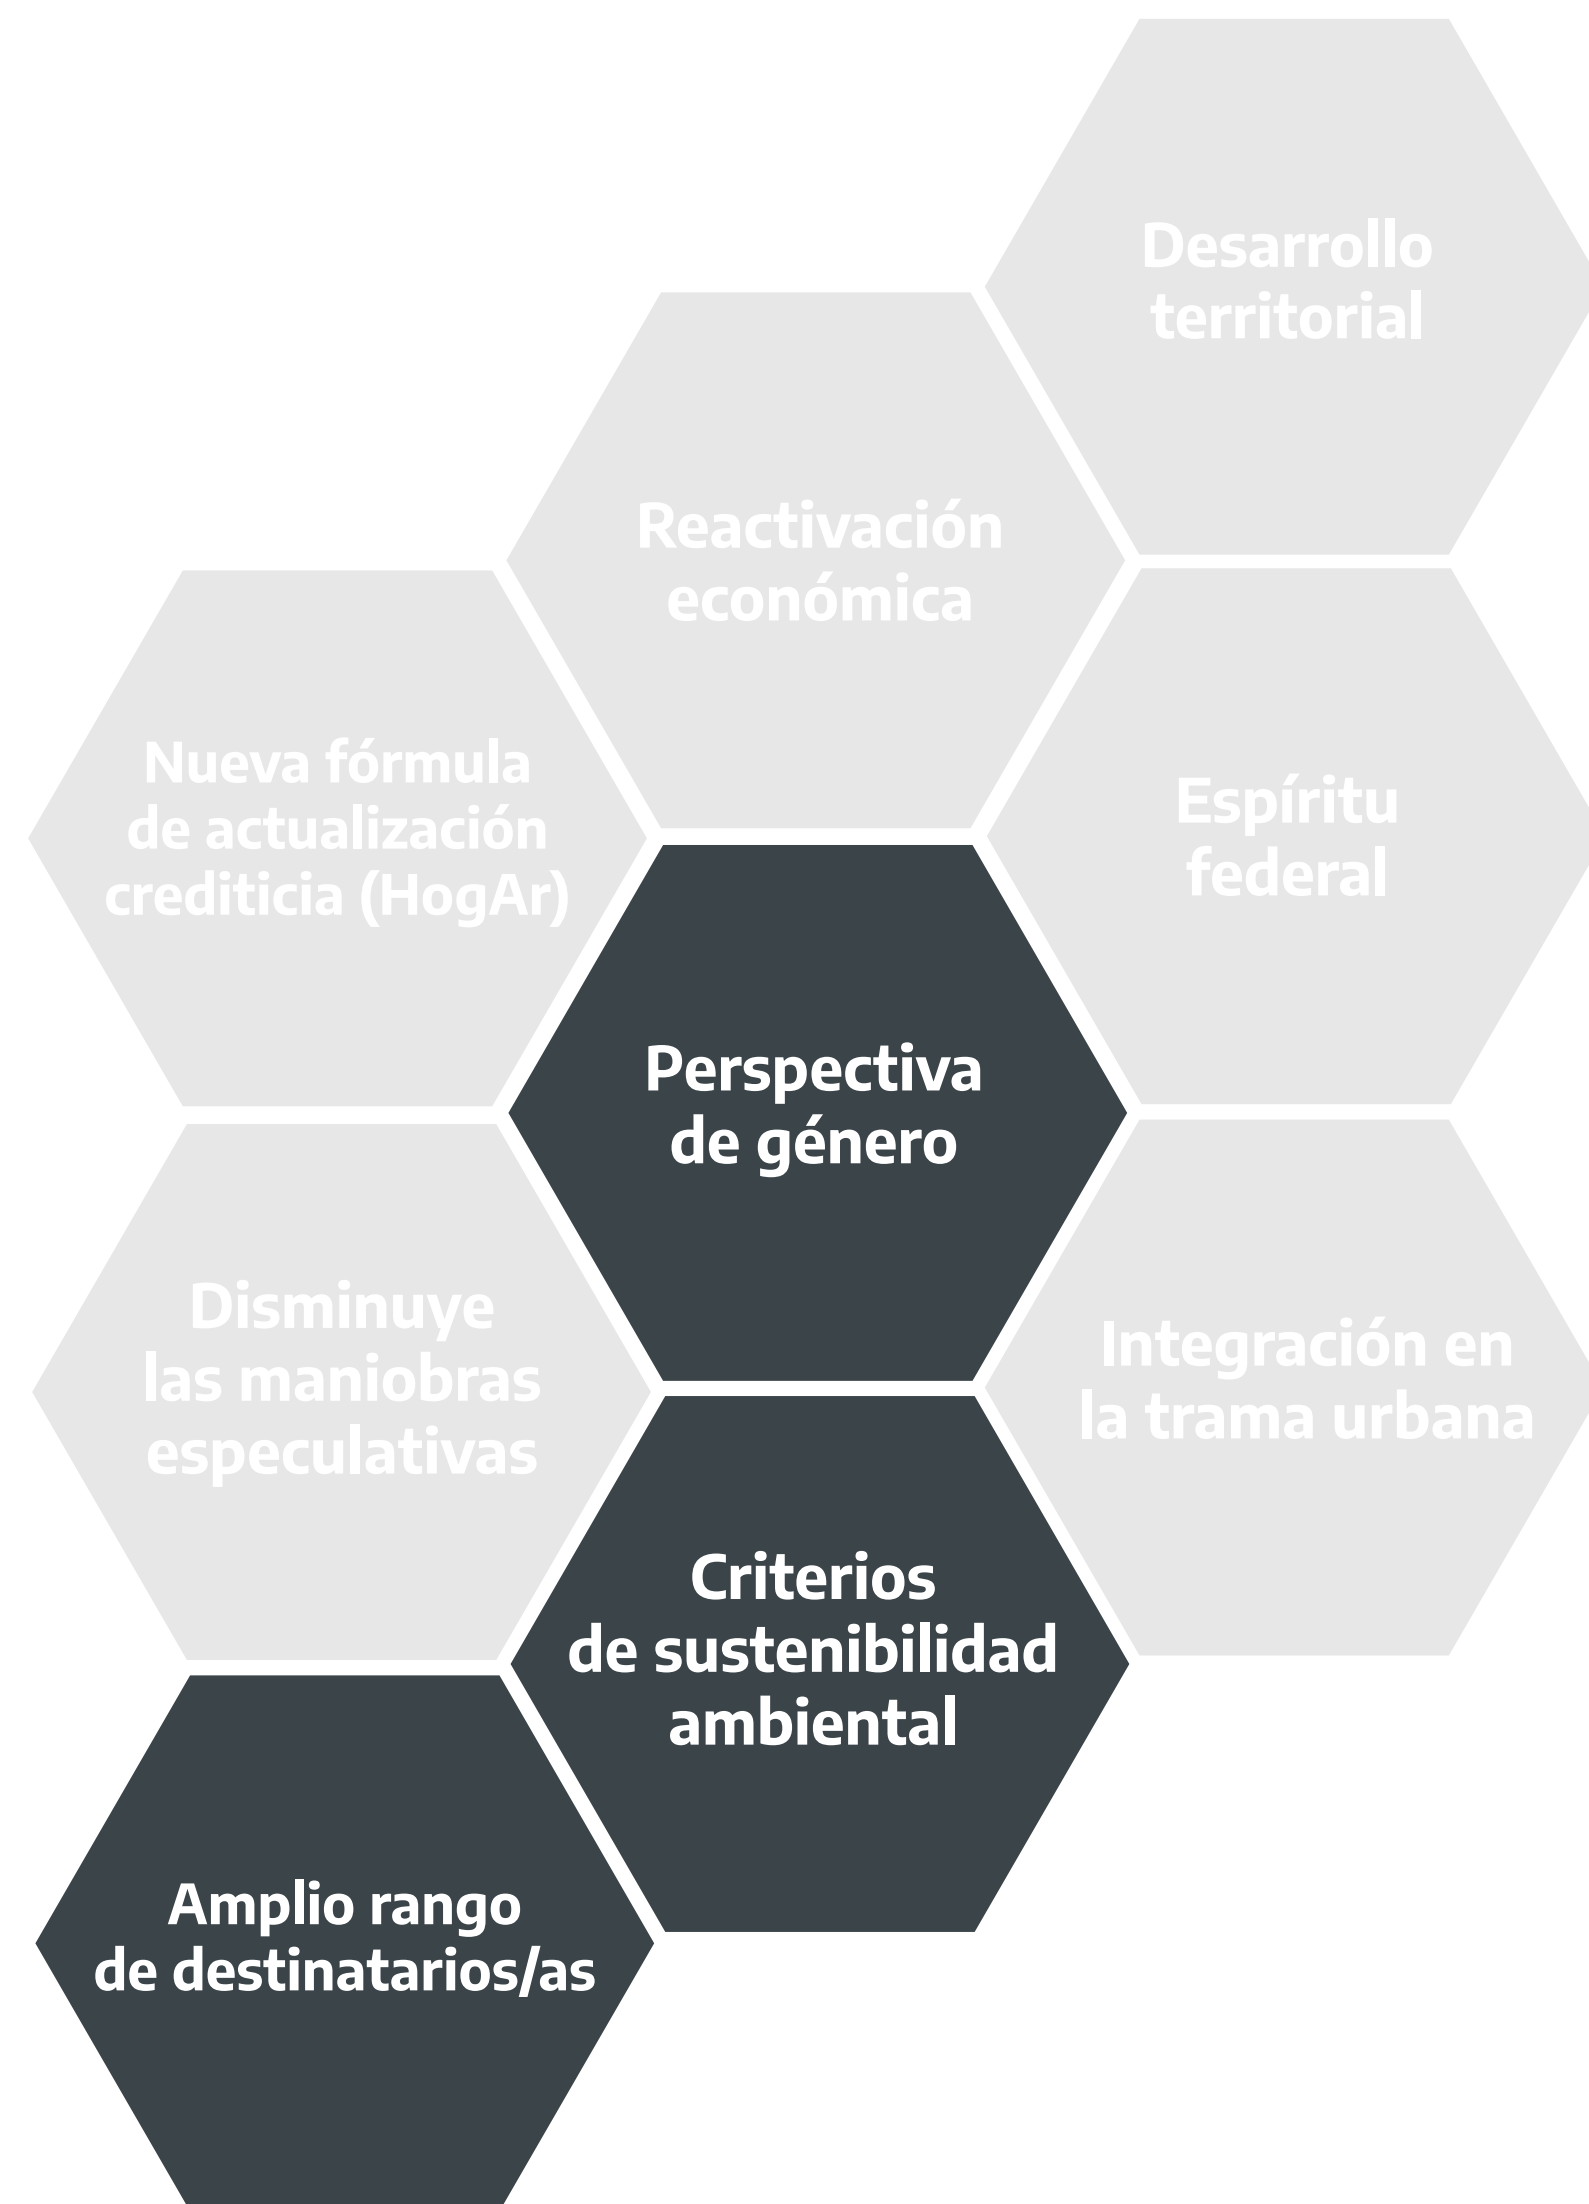 Desarrollo
territorial
Reactivación
económica
Nueva fórmula
de actualización
crediticia (HogAr)
Espíritu
federal
Perspectiva
de género
Disminuye
las maniobras
especulativas
Integración en
la trama urbana
Criterios
de sustenibilidad
ambiental
Amplio rango
de destinatarios/as